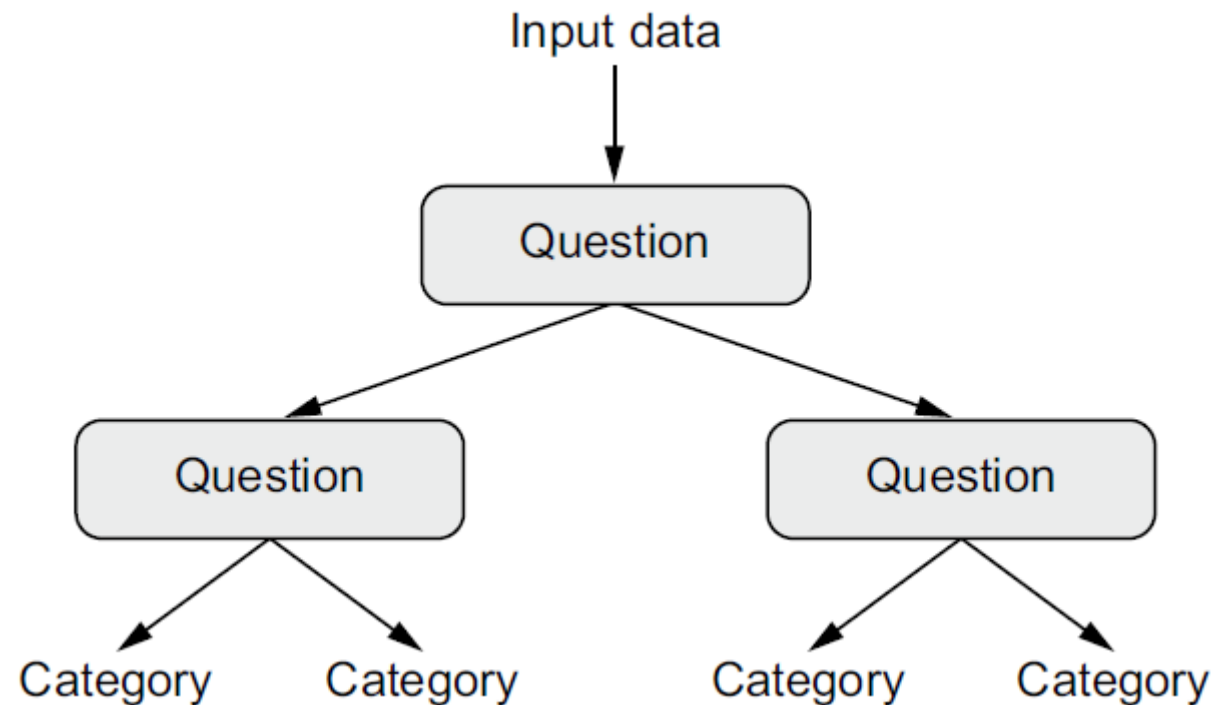 Input data
Question
Question
Question
Category
Category
Category
Category